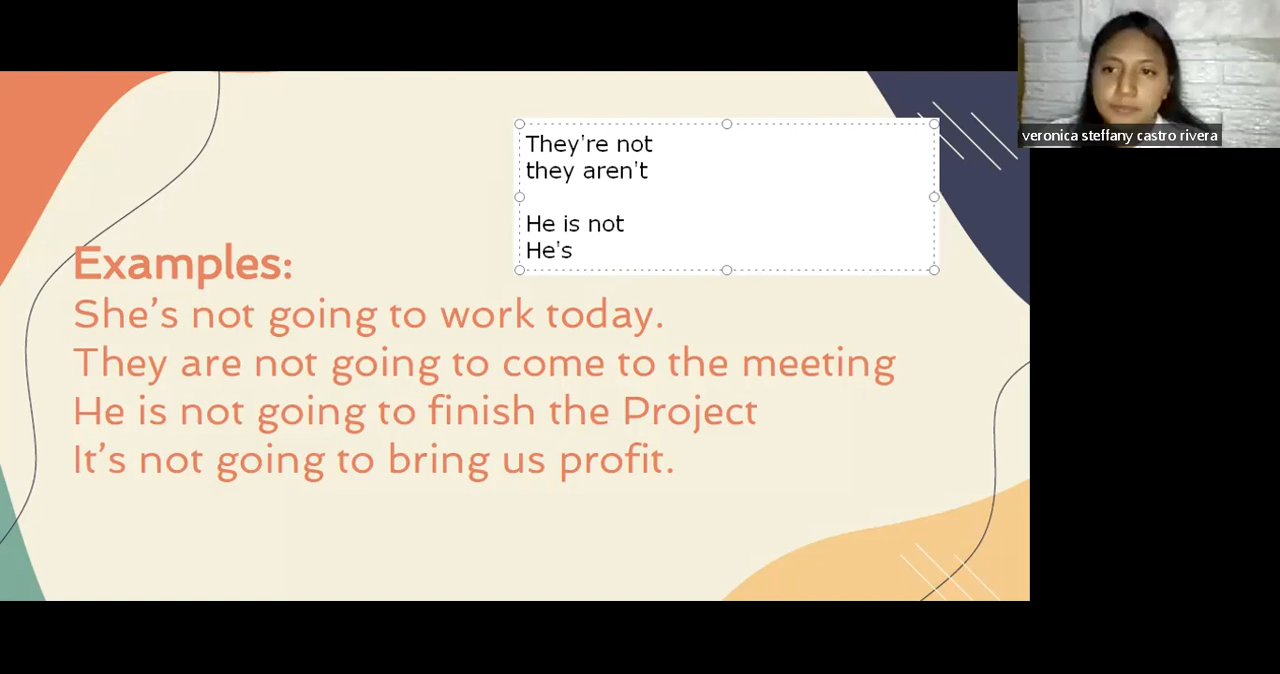 They're not
they aren't
He is not
He's
Examples:
She's not going to work today.
They are not going to come to the meeting
He is not going to finish the Project
It's not going to bring us profit.
veronica steffany castro rivera